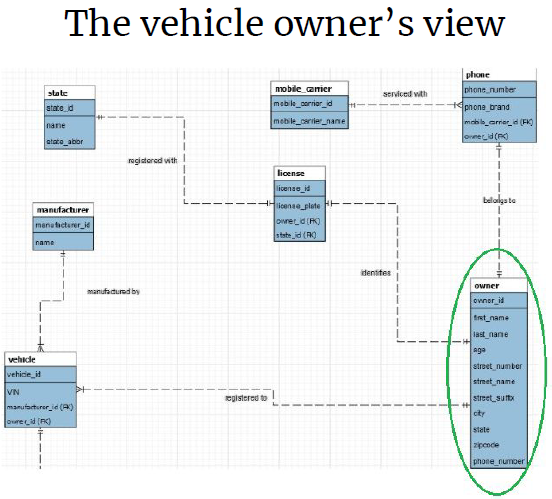 The vehicle owner's view
state
state_id
name
state_abbr
mobile_carrier
mobile_carrier_id
mobile_carrier_name
serviced with
phone
phone_number
phone_brand
mobile_carrier_id (FK)
owner_id (FK)
registered with
license
license_id
license_plate
owner_id (FK)
state_id (FK)
belongs to
manufacturer
manufacturer_id
name
manufactured by
identifies
owner
owner_id
first_name
last_name
age
street_number
street_name
street_suffix
city
state
zipcode
phone_number
vehicle
vehicle_id
VIN
manufacturer_id (FK)
owner_id (FK)
registered to